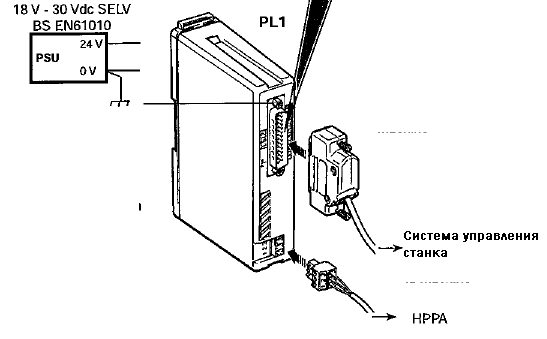 18 V - 30 Vdc SELV
BS EN61010
PL1
24 V
PSU
0 V
Система управления
станка
HPPA